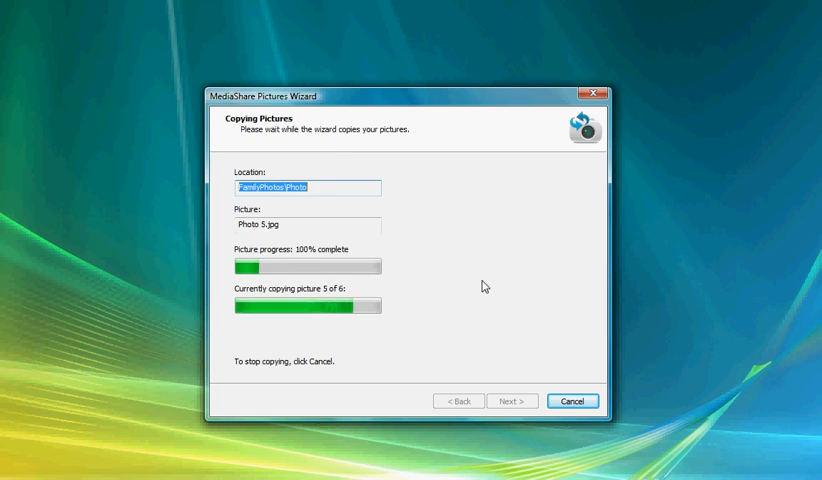 MediaShare Pictures Wizard
Copying Pictures
Please wait while the wizard copies your pictures.
Location:
FamilyPhotos\Photo
Picture:
Photo 5.jpg
Picture progress: 100% complete
Currently copying picture 5 of 6:
To stop copying, click Cancel.
< Back Next > Cancel